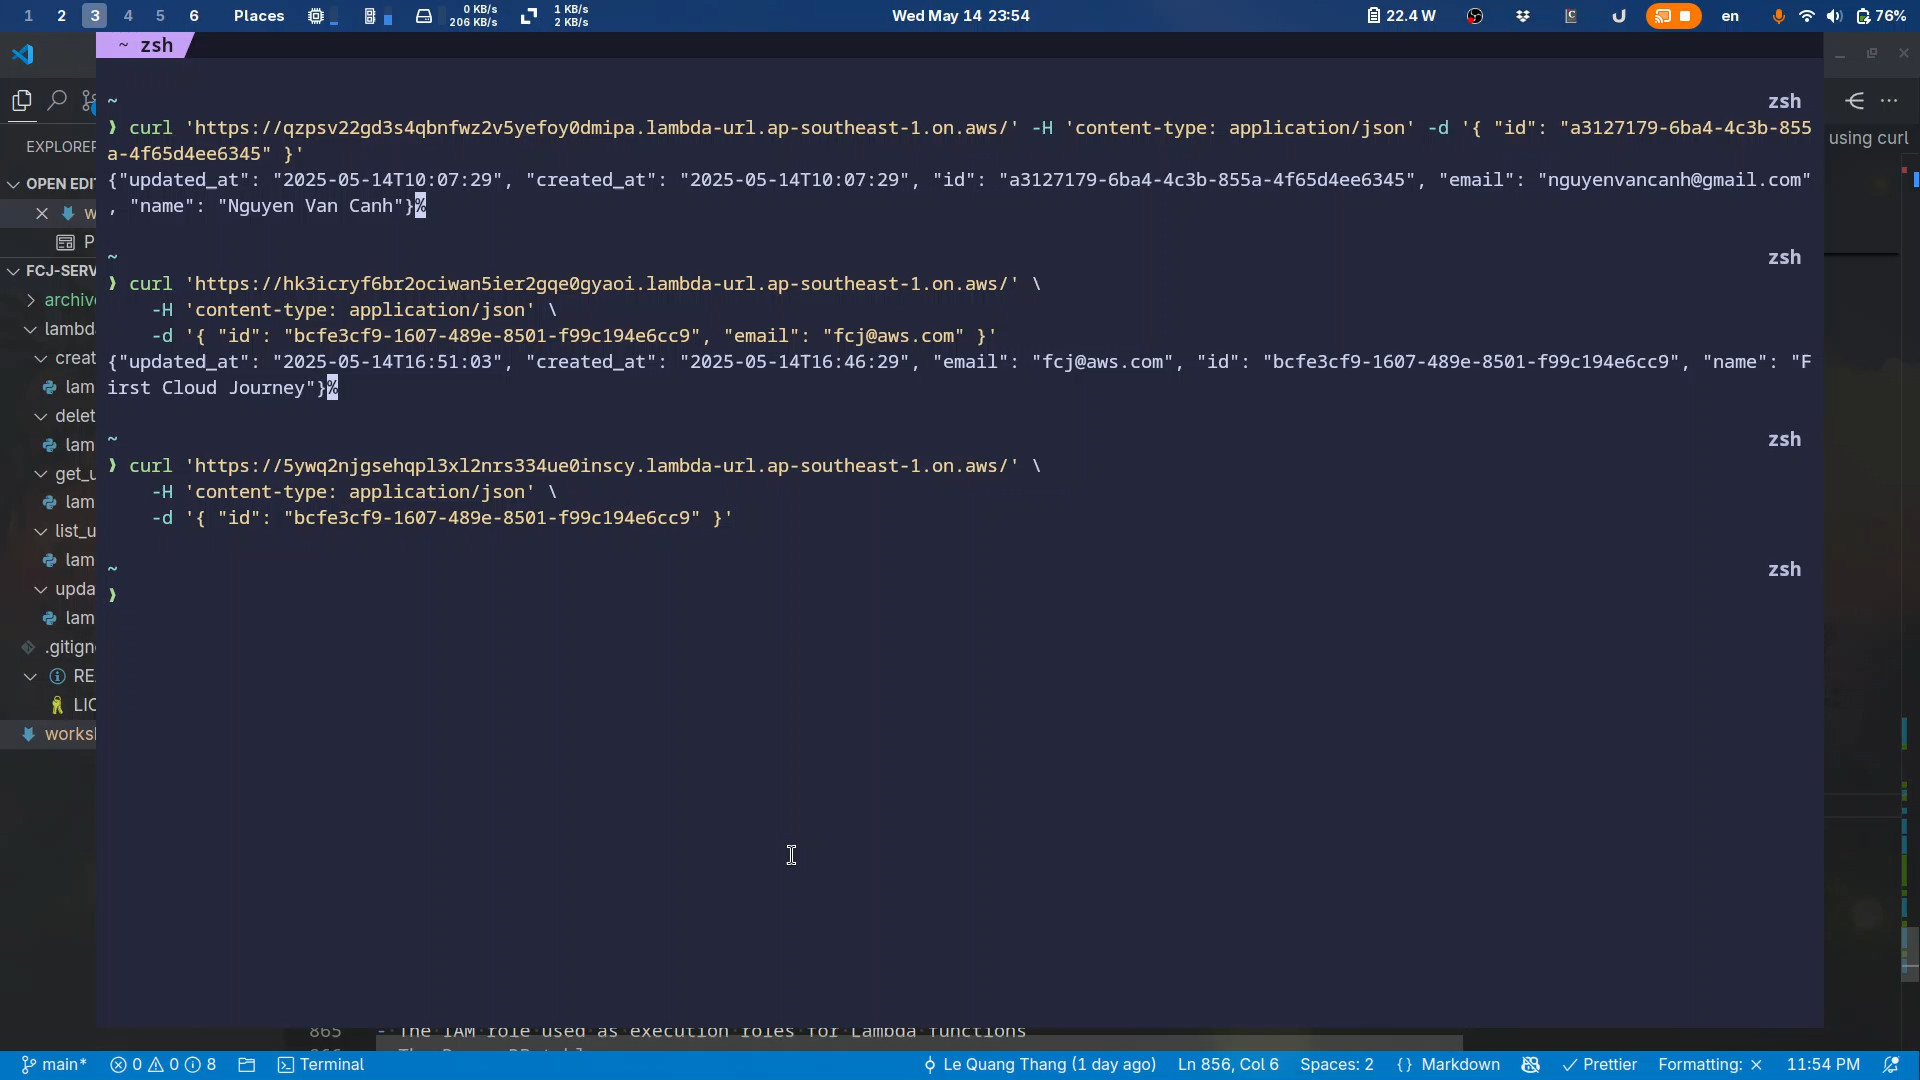 1 2 3 4 5 6 Places 0 KB/s 206 KB/s 1 KB/s 2 KB/s Wed May 14 23:54 22.4 W en 76%
~ zsh
~ zsh
❱ curl 'https://qzpsv22gd3s4qbnfwz2v5yefoy0dmipa.lambda-url.ap-southeast-1.on.aws/' -H 'content-type: application/json' -d '{ "id": "a3127179-6ba4-4c3b-855
a-4f65d4ee6345" }'
{"updated_at": "2025-05-14T10:07:29", "created_at": "2025-05-14T10:07:29", "id": "a3127179-6ba4-4c3b-855a-4f65d4ee6345", "email": "nguyenvancanh@gmail.com"
, "name": "Nguyen Van Canh"}%
~ zsh
❱ curl 'https://hk3icryf6br2ociwan5ier2gqe0gyaoi.lambda-url.ap-southeast-1.on.aws/' \
-H 'content-type: application/json' \
-d '{ "id": "bcfe3cf9-1607-489e-8501-f99c194e6cc9", "email": "fcj@aws.com" }'
{"updated_at": "2025-05-14T16:51:03", "created_at": "2025-05-14T16:46:29", "email": "fcj@aws.com", "id": "bcfe3cf9-1607-489e-8501-f99c194e6cc9", "name": "F
irst Cloud Journey"}%
~ zsh
❱ curl 'https://5ywq2njgsehqpl3xl2nrs334ue0inscy.lambda-url.ap-southeast-1.on.aws/' \
-H 'content-type: application/json' \
-d '{ "id": "bcfe3cf9-1607-489e-8501-f99c194e6cc9" }'
~ zsh
❱
EXPLORER
OPEN EDI
w
P
FCJ-SERV
archive
lambd
creat
lam
delet
lam
get_u
lam
list_u
lam
upda
lam
.gitign
RE
LIC
works
using curl
865 - The IAM role used as execution roles for Lambda functions
main* 0 0 8 Terminal Le Quang Thang (1 day ago) Ln 856, Col 6 Spaces: 2 { } Markdown Prettier Formatting: × 11:54 PM